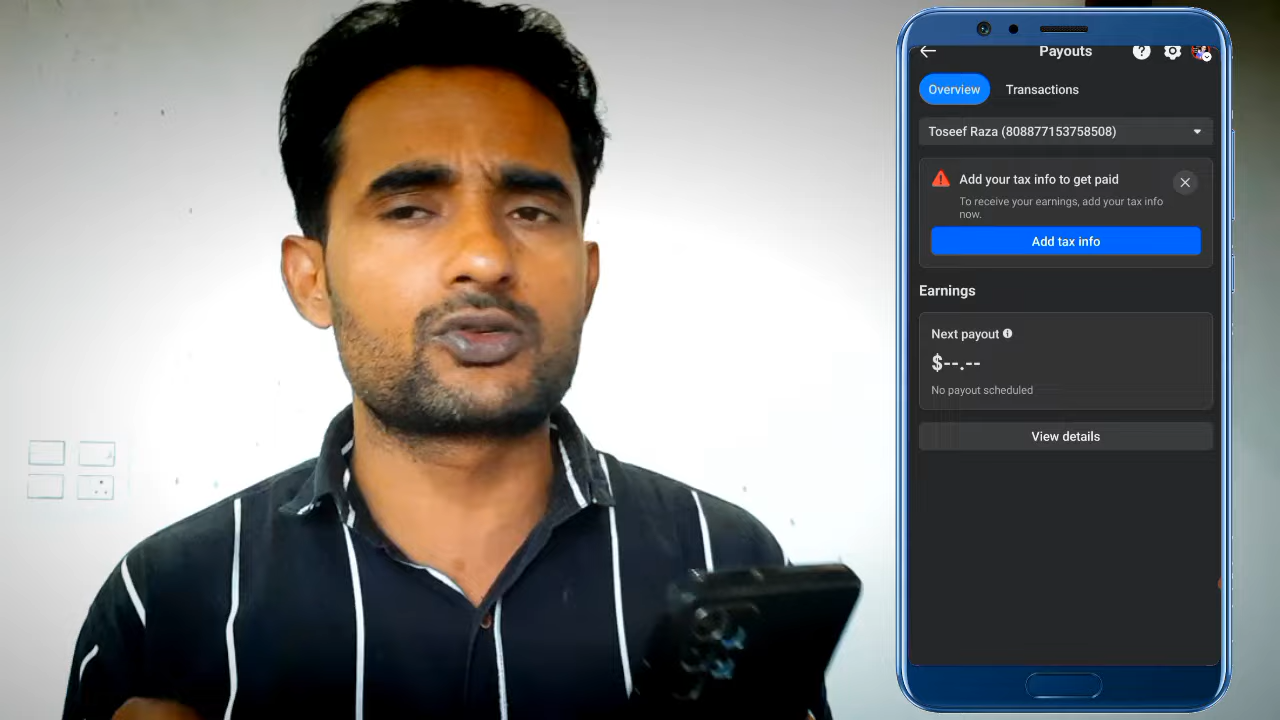 Payouts
Overview
Transactions
Toseef Raza (808877153758508)
Add your tax info to get paid
To receive your earnings, add your tax info
now.
Add tax info
Earnings
Next payout
$--.--
No payout scheduled
View details